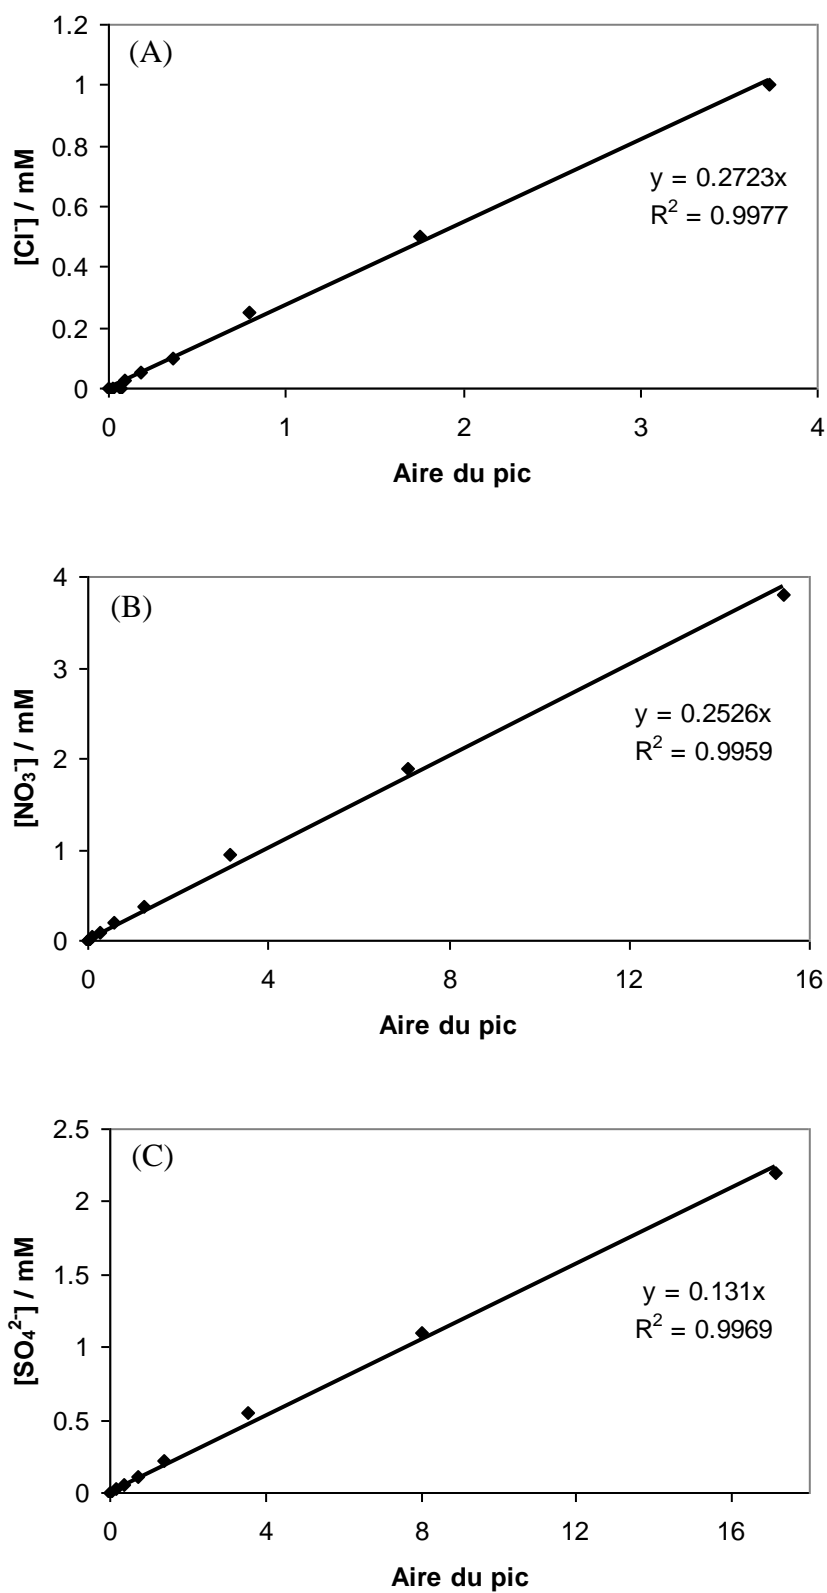 1.2
(A)
1
0.8
y = 0.2723x
0.6
R² = 0.9977
[Cl⁻] / mM
0.4
0.2
0
0 1 2 3 4
Aire du pic
4
(B)
3
y = 0.2526x
R² = 0.9959
[NO₃⁻] / mM
2
1
0
0 4 8 12 16
Aire du pic
2.5
(C)
2
1.5
y = 0.131x
R² = 0.9969
[SO₄²⁻] / mM
1
0.5
0
0 4 8 12 16
Aire du pic